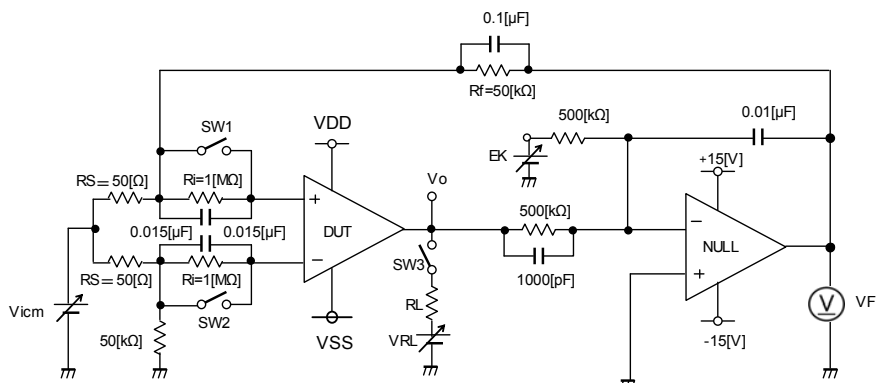 0.1[μF]
Rf=50[kΩ]
500[kΩ]
0.01[μF]
SW1
VDD
EK
+15[V]
RS=50[Ω]
Ri=1[MΩ]
Vo
500[kΩ]
+
−
0.015[μF]
0.015[μF]
DUT
NULL
RS=50[Ω]
Ri=1[MΩ]
−
SW3
1000[pF]
+
V
VF
Vicm
SW2
RL
50[kΩ]
VSS
VRL
-15[V]